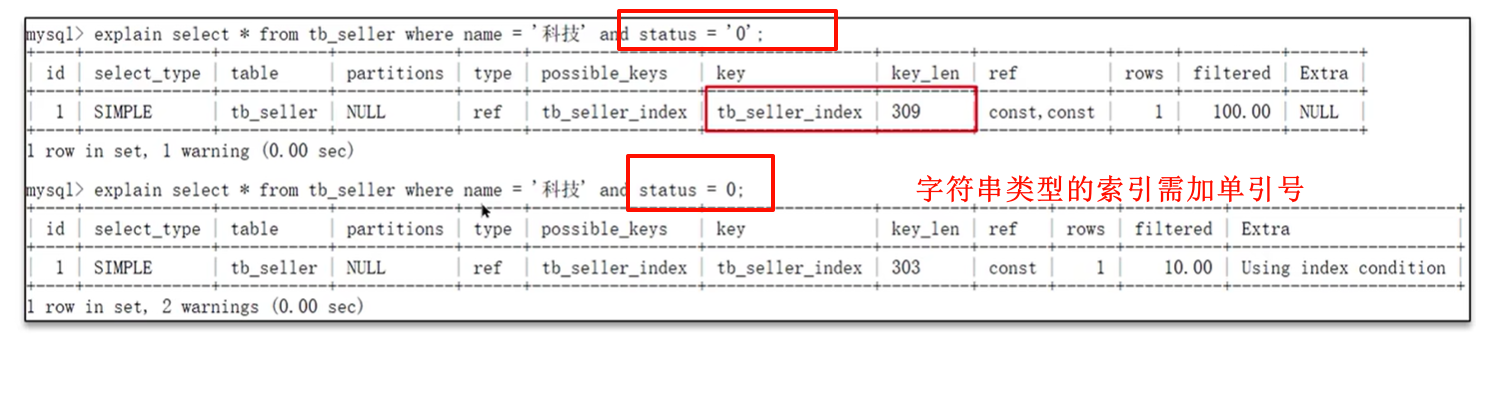 mysql> explain select * from tb_seller where name = '科技' and status = '0';
+----+-------------+-----------+------------+------+-----------------+-----------------+---------+-------------+------+----------+-------+
| id | select_type | table | partitions | type | possible_keys | key | key_len | ref | rows | filtered | Extra |
+----+-------------+-----------+------------+------+-----------------+-----------------+---------+-------------+------+----------+-------+
| 1 | SIMPLE | tb_seller | NULL | ref | tb_seller_index | tb_seller_index | 309 | const,const | 1 | 100.00 | NULL |
+----+-------------+-----------+------------+------+-----------------+-----------------+---------+-------------+------+----------+-------+
1 row in set, 1 warning (0.00 sec)
mysql> explain select * from tb_seller where name = '科技' and status = 0;
字符串类型的索引需加单引号
+----+-------------+-----------+------------+------+-----------------+-----------------+---------+-------+------+----------+-----------------------+
| id | select_type | table | partitions | type | possible_keys | key | key_len | ref | rows | filtered | Extra |
+----+-------------+-----------+------------+------+-----------------+-----------------+---------+-------+------+----------+-----------------------+
| 1 | SIMPLE | tb_seller | NULL | ref | tb_seller_index | tb_seller_index | 303 | const | 1 | 10.00 | Using index condition |
+----+-------------+-----------+------------+------+-----------------+-----------------+---------+-------+------+----------+-----------------------+
1 row in set, 2 warnings (0.00 sec)